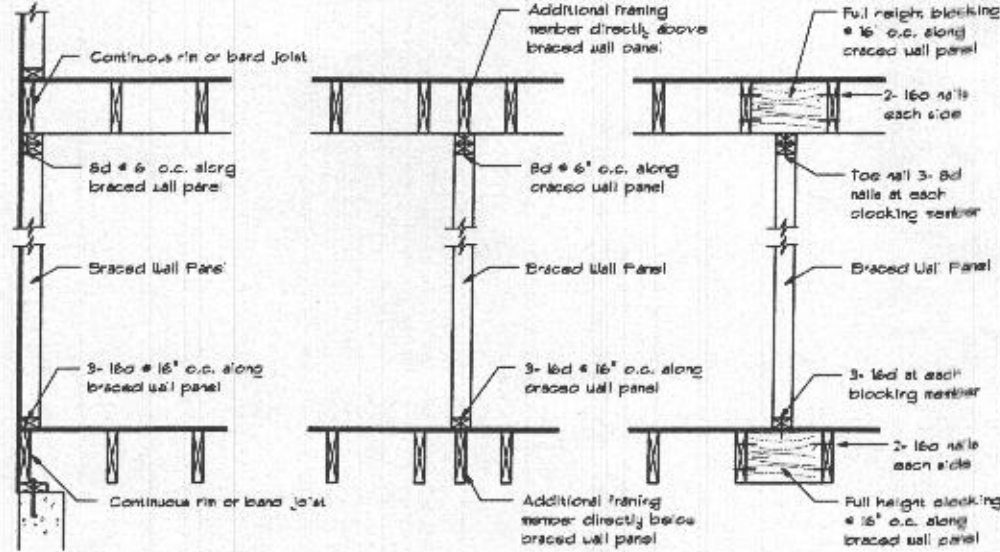 Continuous rim or band joist
8d @ 6" o.c. along
braced wall panel
Braced Wall Panel
3- 16d @ 16" o.c. along
braced wall panel
Continuous rim or band joist
Additional framing
member directly above
braced wall panel
8d @ 6" o.c. along
braced wall panel
Braced Wall Panel
3- 16d @ 16" o.c. along
braced wall panel
Additional framing
member directly below
braced wall panel
Full height blocking
@ 16" o.c. along
braced wall panel
2- 16d nails
each side
Toe nail 3- 8d
nails at each
blocking member
Braced Wall Panel
3- 16d at each
blocking member
2- 16d nails
each side
Full height blocking
@ 16" o.c. along
braced wall panel